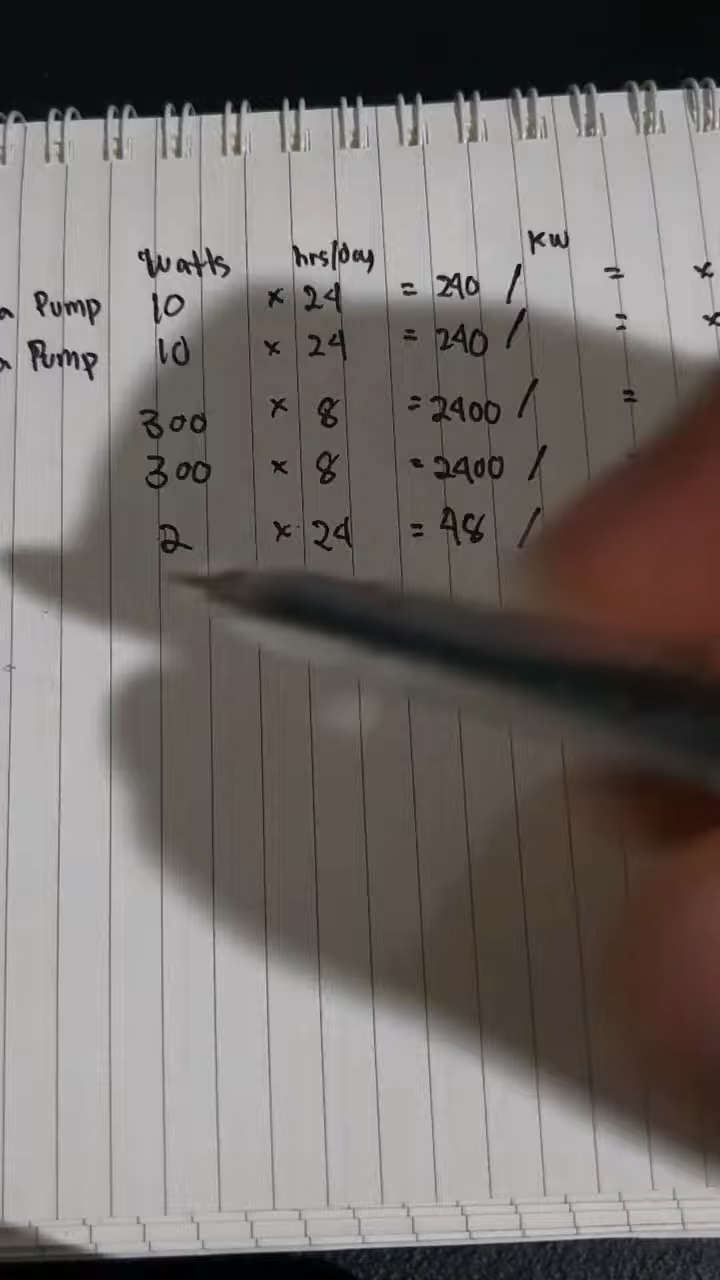 Watts hrs/day KW
a Pump 10 × 24 = 240 / = ×
a Pump 10 × 24 = 240 / = ×
300 × 8 = 2400 / =
300 × 8 = 2400 /
2 × 24 = 48 /